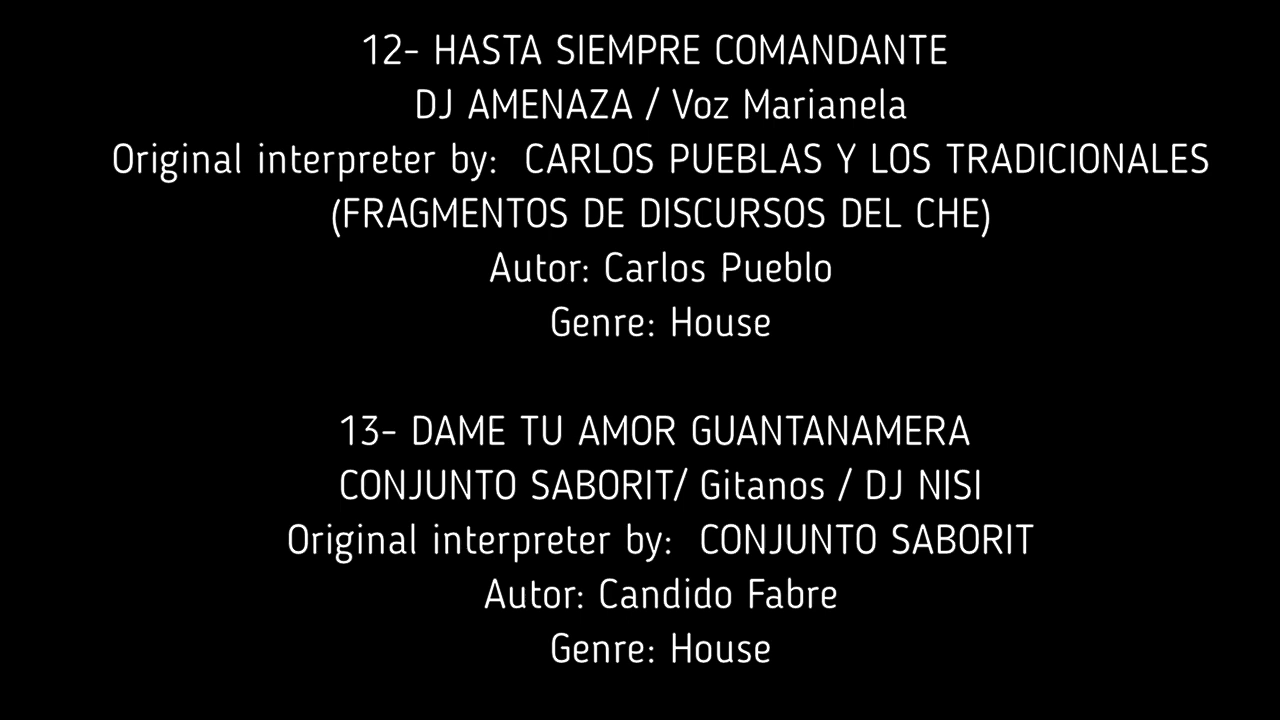 12- HASTA SIEMPRE COMANDANTE
DJ AMENAZA / Voz Marianela
Original interpreter by: CARLOS PUEBLAS Y LOS TRADICIONALES
(FRAGMENTOS DE DISCURSOS DEL CHE)
Autor: Carlos Pueblo
Genre: House
13- DAME TU AMOR GUANTANAMERA
CONJUNTO SABORIT/ Gitanos / DJ NISI
Original interpreter by: CONJUNTO SABORIT
Autor: Candido Fabre
Genre: House